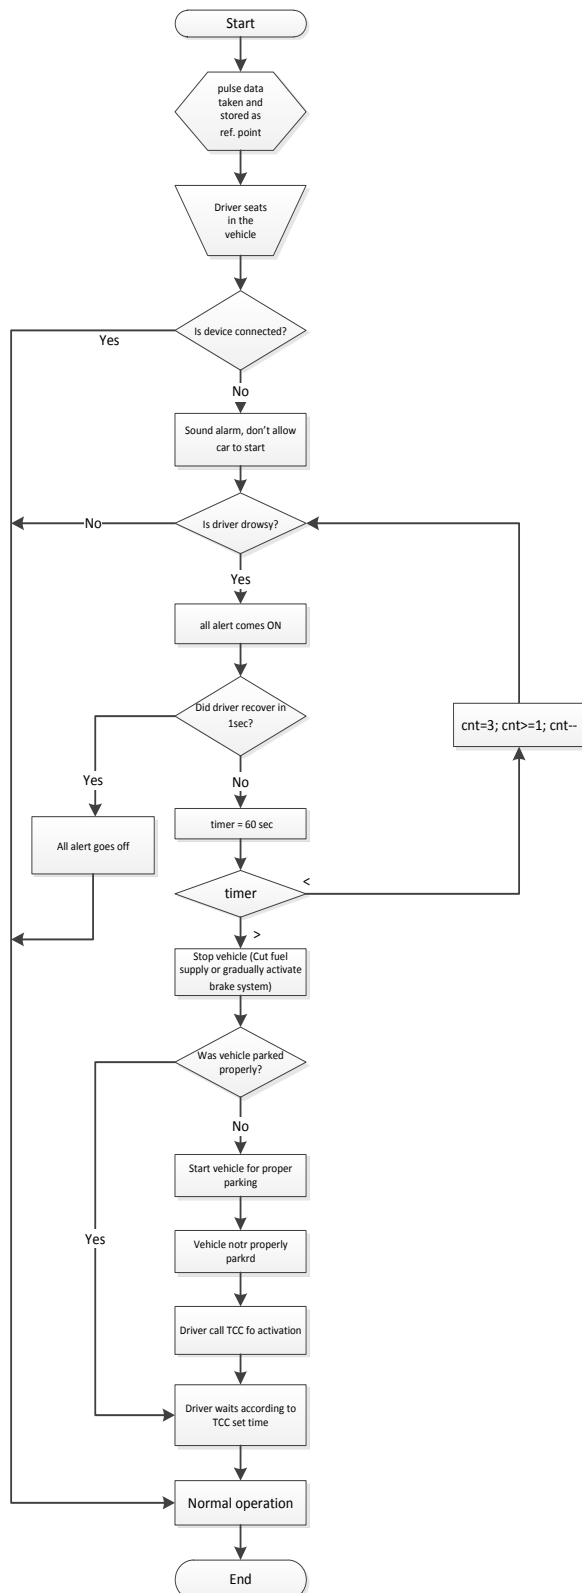 Start
pulse data
taken and
stored as
ref. point
Driver seats
in the
vehicle
Is device connected?
Yes
No
Sound alarm, don't allow
car to start
Is driver drowsy?
No
Yes
all alert comes ON
Did driver recover in
1sec?
cnt=3; cnt>=1; cnt--
Yes
No
All alert goes off
timer = 60 sec
timer
<
>
Stop vehicle (Cut fuel
supply or gradually activate
brake system)
Was vehicle parked
properly?
No
Start vehicle for proper
parking
Yes
Vehicle notr properly
parkrd
Driver call TCC fo activation
Driver waits according to
TCC set time
Normal operation
End